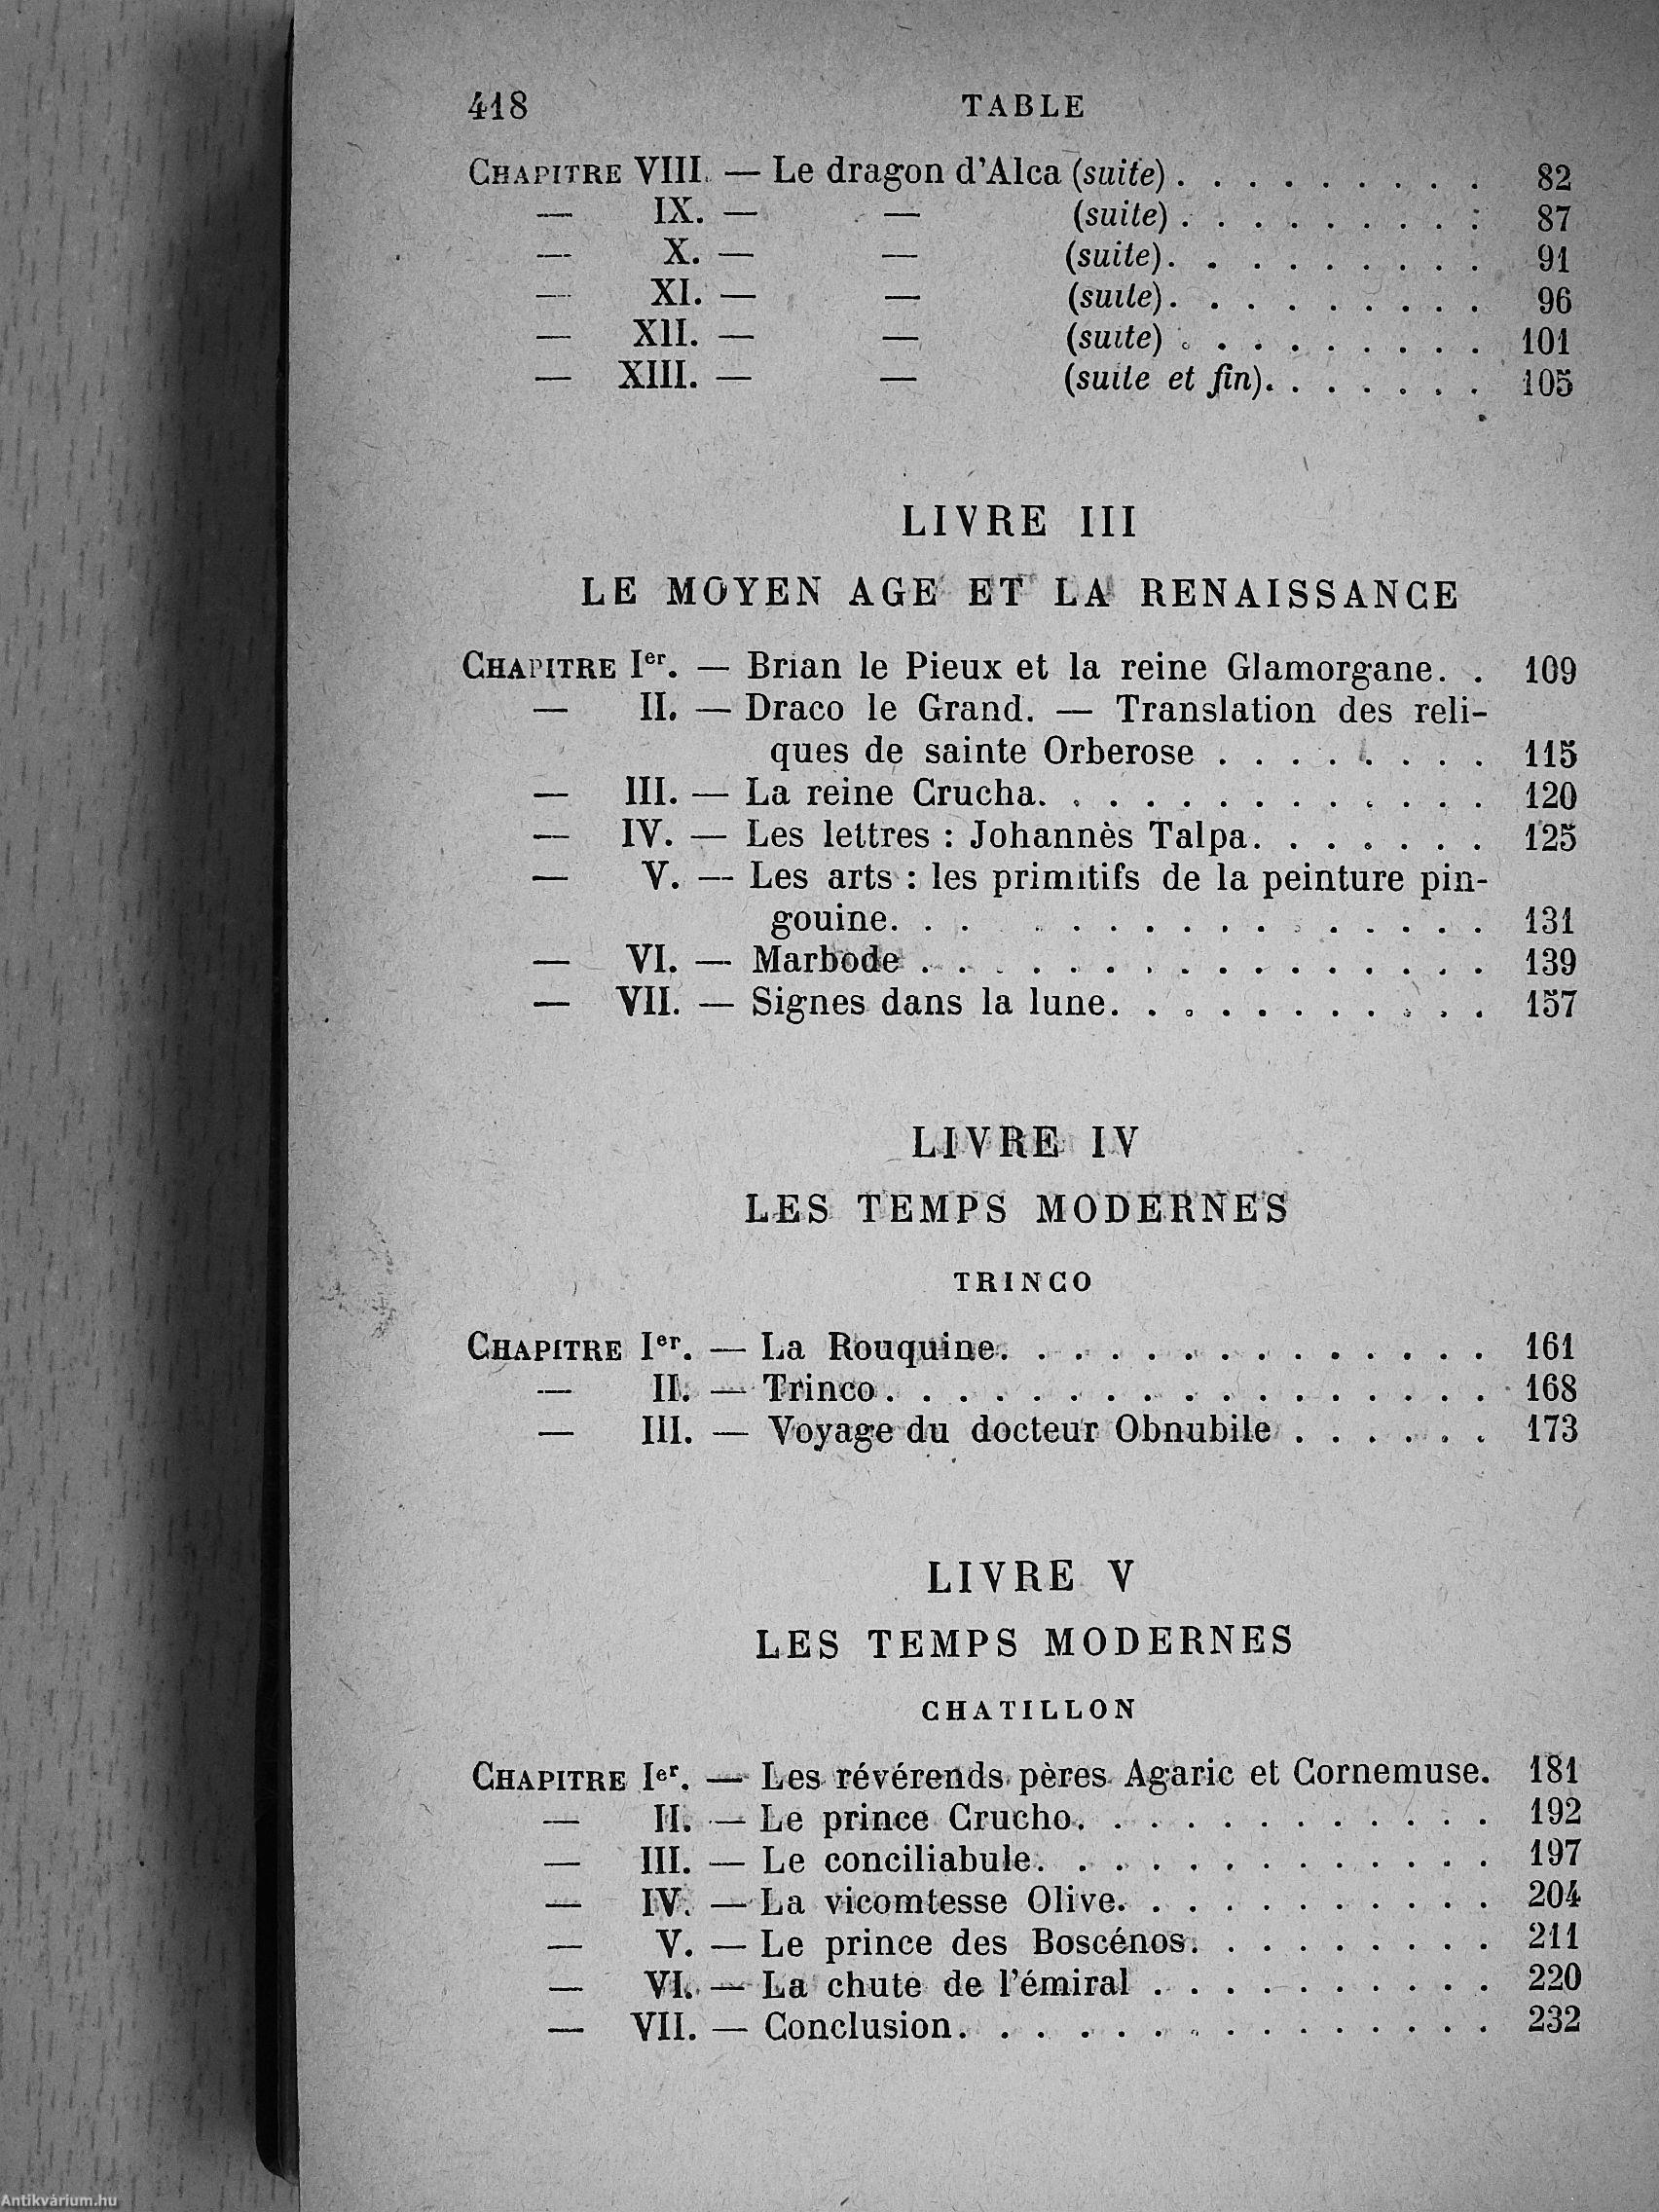 418 TABLE
CHAPITRE VIII. — Le dragon d'Alca (suite) . . . . . . . . . 82
— IX. — — (suite) . . . . . . . . . 87
— X. — — (suite) . . . . . . . . . 91
— XI. — — (suite) . . . . . . . . . 96
— XII. — — (suite) . . . . . . . . . 101
— XIII. — — (suite et fin) . . . . . . . 105
LIVRE III
LE MOYEN AGE ET LA RENAISSANCE
CHAPITRE Ier. — Brian le Pieux et la reine Glamorgane. . 109
— II. — Draco le Grand. — Translation des reli-
ques de sainte Orberose . . . . . . . . 115
— III. — La reine Crucha. . . . . . . . . . . . . 120
— IV. — Les lettres : Johannès Talpa. . . . . . . 125
— V. — Les arts : les primitifs de la peinture pin-
gouine. . . . . . . . . . . . . . . . 131
— VI. — Marbode . . . . . . . . . . . . . . . . 139
— VII. — Signes dans la lune. . . . . . . . . . . 157
LIVRE IV
LES TEMPS MODERNES
TRINCO
CHAPITRE Ier. — La Rouquine. . . . . . . . . . . . . . 161
— II. — Trinco . . . . . . . . . . . . . . . . . 168
— III. — Voyage du docteur Obnubile . . . . . . 173
LIVRE V
LES TEMPS MODERNES
CHATILLON
CHAPITRE Ier. — Les révérends pères Agaric et Cornemuse. 181
— II. — Le prince Crucho. . . . . . . . . . . . 192
— III. — Le conciliabule. . . . . . . . . . . . . 197
— IV. — La vicomtesse Olive. . . . . . . . . . . 204
— V. — Le prince des Boscénos. . . . . . . . . 211
— VI. — La chute de l'émiral . . . . . . . . . . 220
— VII. — Conclusion. . . . . . . . . . . . . . . 232
Antikvárium.hu